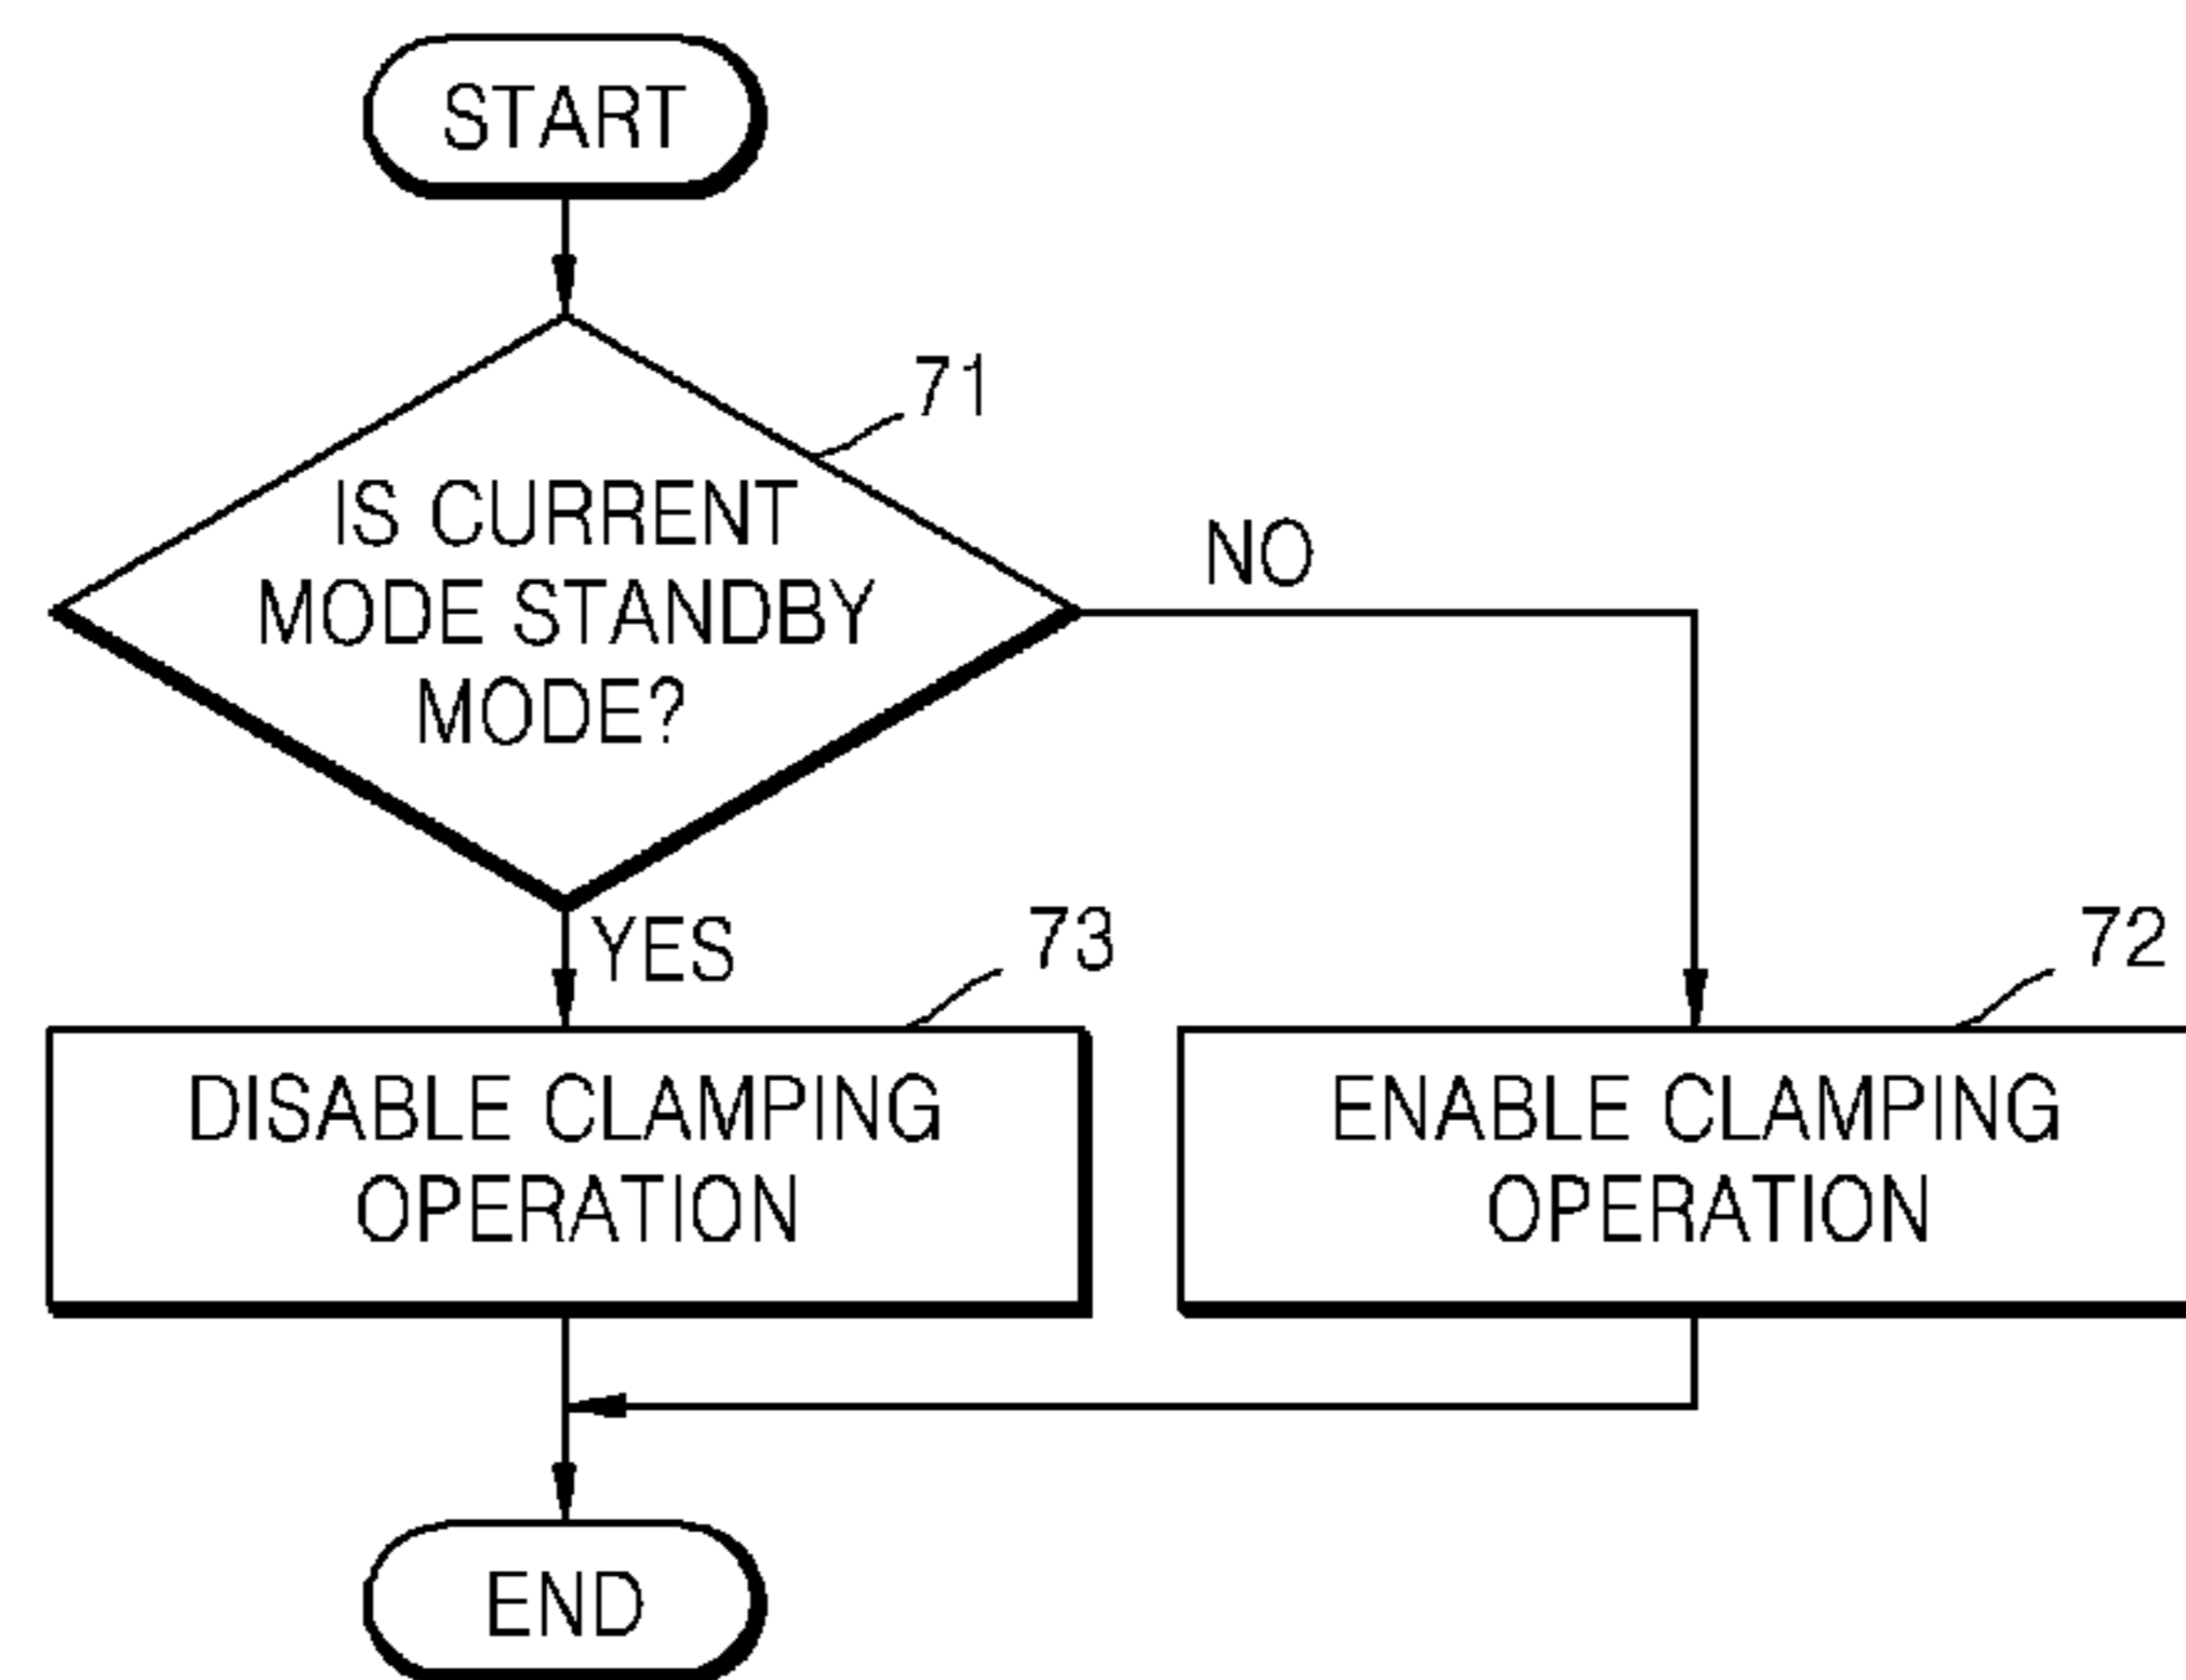 START
71
IS CURRENT
MODE STANDBY
MODE?
NO
YES
73
72
DISABLE CLAMPING
OPERATION
ENABLE CLAMPING
OPERATION
END